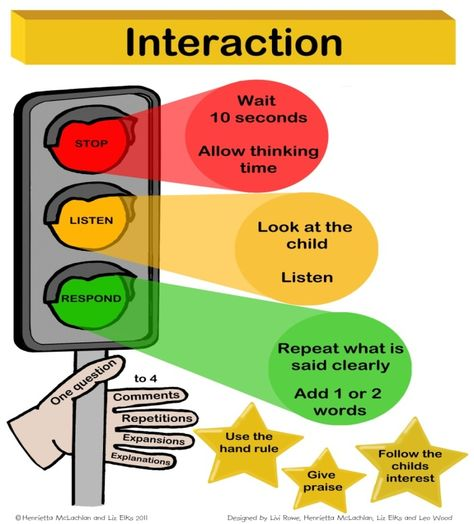 Interaction
STOP
Wait
10 seconds
Allow thinking
time
LISTEN
Look at the
child
Listen
RESPOND
Repeat what is
said clearly
Add 1 or 2
words
One question
to 4
Comments
Repetitions
Expansions
Explanations
Use the
hand rule
Give
praise
Follow the
childs
interest
©Henrietta McLachlan and Liz Elks 2011
Designed by Livi Rowe, Henrietta McLachlan, Liz Elks and Leo Wood